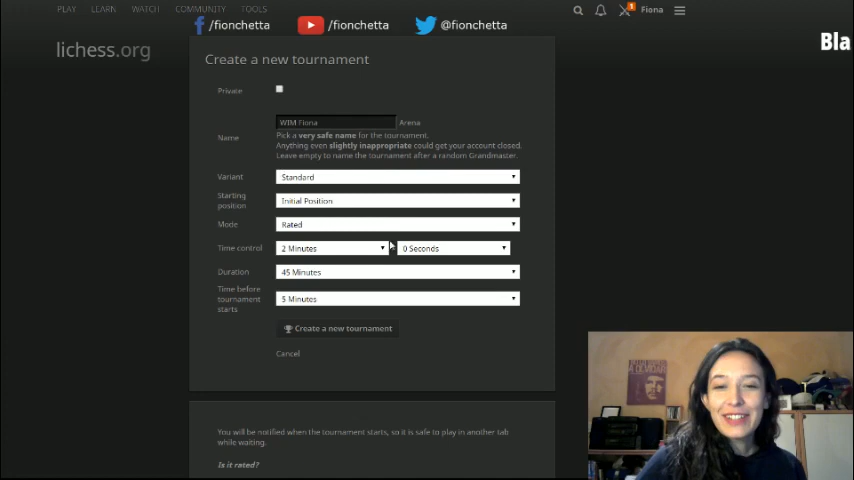 PLAY LEARN WATCH COMMUNITY TOOLS
1
Fiona
/fionchetta /fionchetta @fionchetta
Bla
lichess.org
Create a new tournament
Private
WIM Fiona Arena
Name
Pick a very safe name for the tournament.
Anything even slightly inappropriate could get your account closed.
Leave empty to name the tournament after a random Grandmaster.
Variant Standard
Starting position Initial Position
Mode Rated
Time control 2 Minutes 0 Seconds
Duration 45 Minutes
Time before tournament starts 5 Minutes
Create a new tournament
Cancel
You will be notified when the tournament starts, so it is safe to play in another tab
while waiting.
Is it rated?